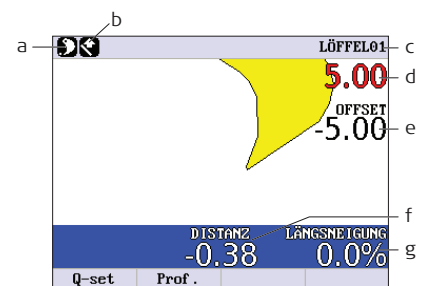 b
a
LÖFFEL01
c
5.00
d
OFFSET
-5.00
e
f
DISTANZ
LÄNGSNEIGUNG
-0.38
0.0%
g
Q-set
Prof.